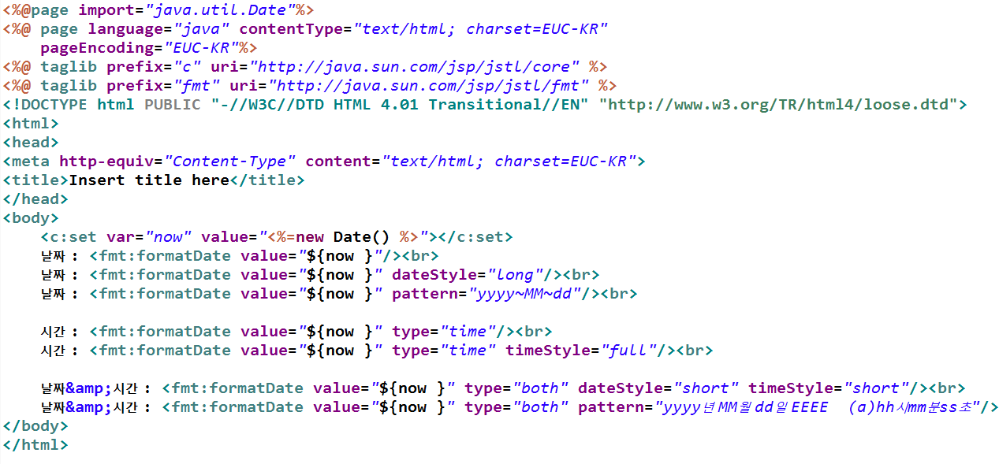 <%@page import="java.util.Date"%>
<%@ page language="java" contentType="text/html; charset=EUC-KR"
    pageEncoding="EUC-KR"%>
<%@ taglib prefix="c" uri="http://java.sun.com/jsp/jstl/core" %>
<%@ taglib prefix="fmt" uri="http://java.sun.com/jsp/jstl/fmt" %>
<!DOCTYPE html PUBLIC "-//W3C//DTD HTML 4.01 Transitional//EN" "http://www.w3.org/TR/html4/loose.dtd">
<html>
<head>
<meta http-equiv="Content-Type" content="text/html; charset=EUC-KR">
<title>Insert title here</title>
</head>
<body>
    <c:set var="now" value="<%=new Date() %>"></c:set>
    날짜 : <fmt:formatDate value="${now }"/><br>
    날짜 : <fmt:formatDate value="${now }" dateStyle="long"/><br>
    날짜 : <fmt:formatDate value="${now }" pattern="yyyy~MM~dd"/><br>

    시간 : <fmt:formatDate value="${now }" type="time"/><br>
    시간 : <fmt:formatDate value="${now }" type="time" timeStyle="full"/><br>

    날짜&amp;시간 : <fmt:formatDate value="${now }" type="both" dateStyle="short" timeStyle="short"/><br>
    날짜&amp;시간 : <fmt:formatDate value="${now }" type="both" pattern="yyyy년 MM월 dd일 EEEE  (a)hh시mm분ss초"/>
</body>
</html>